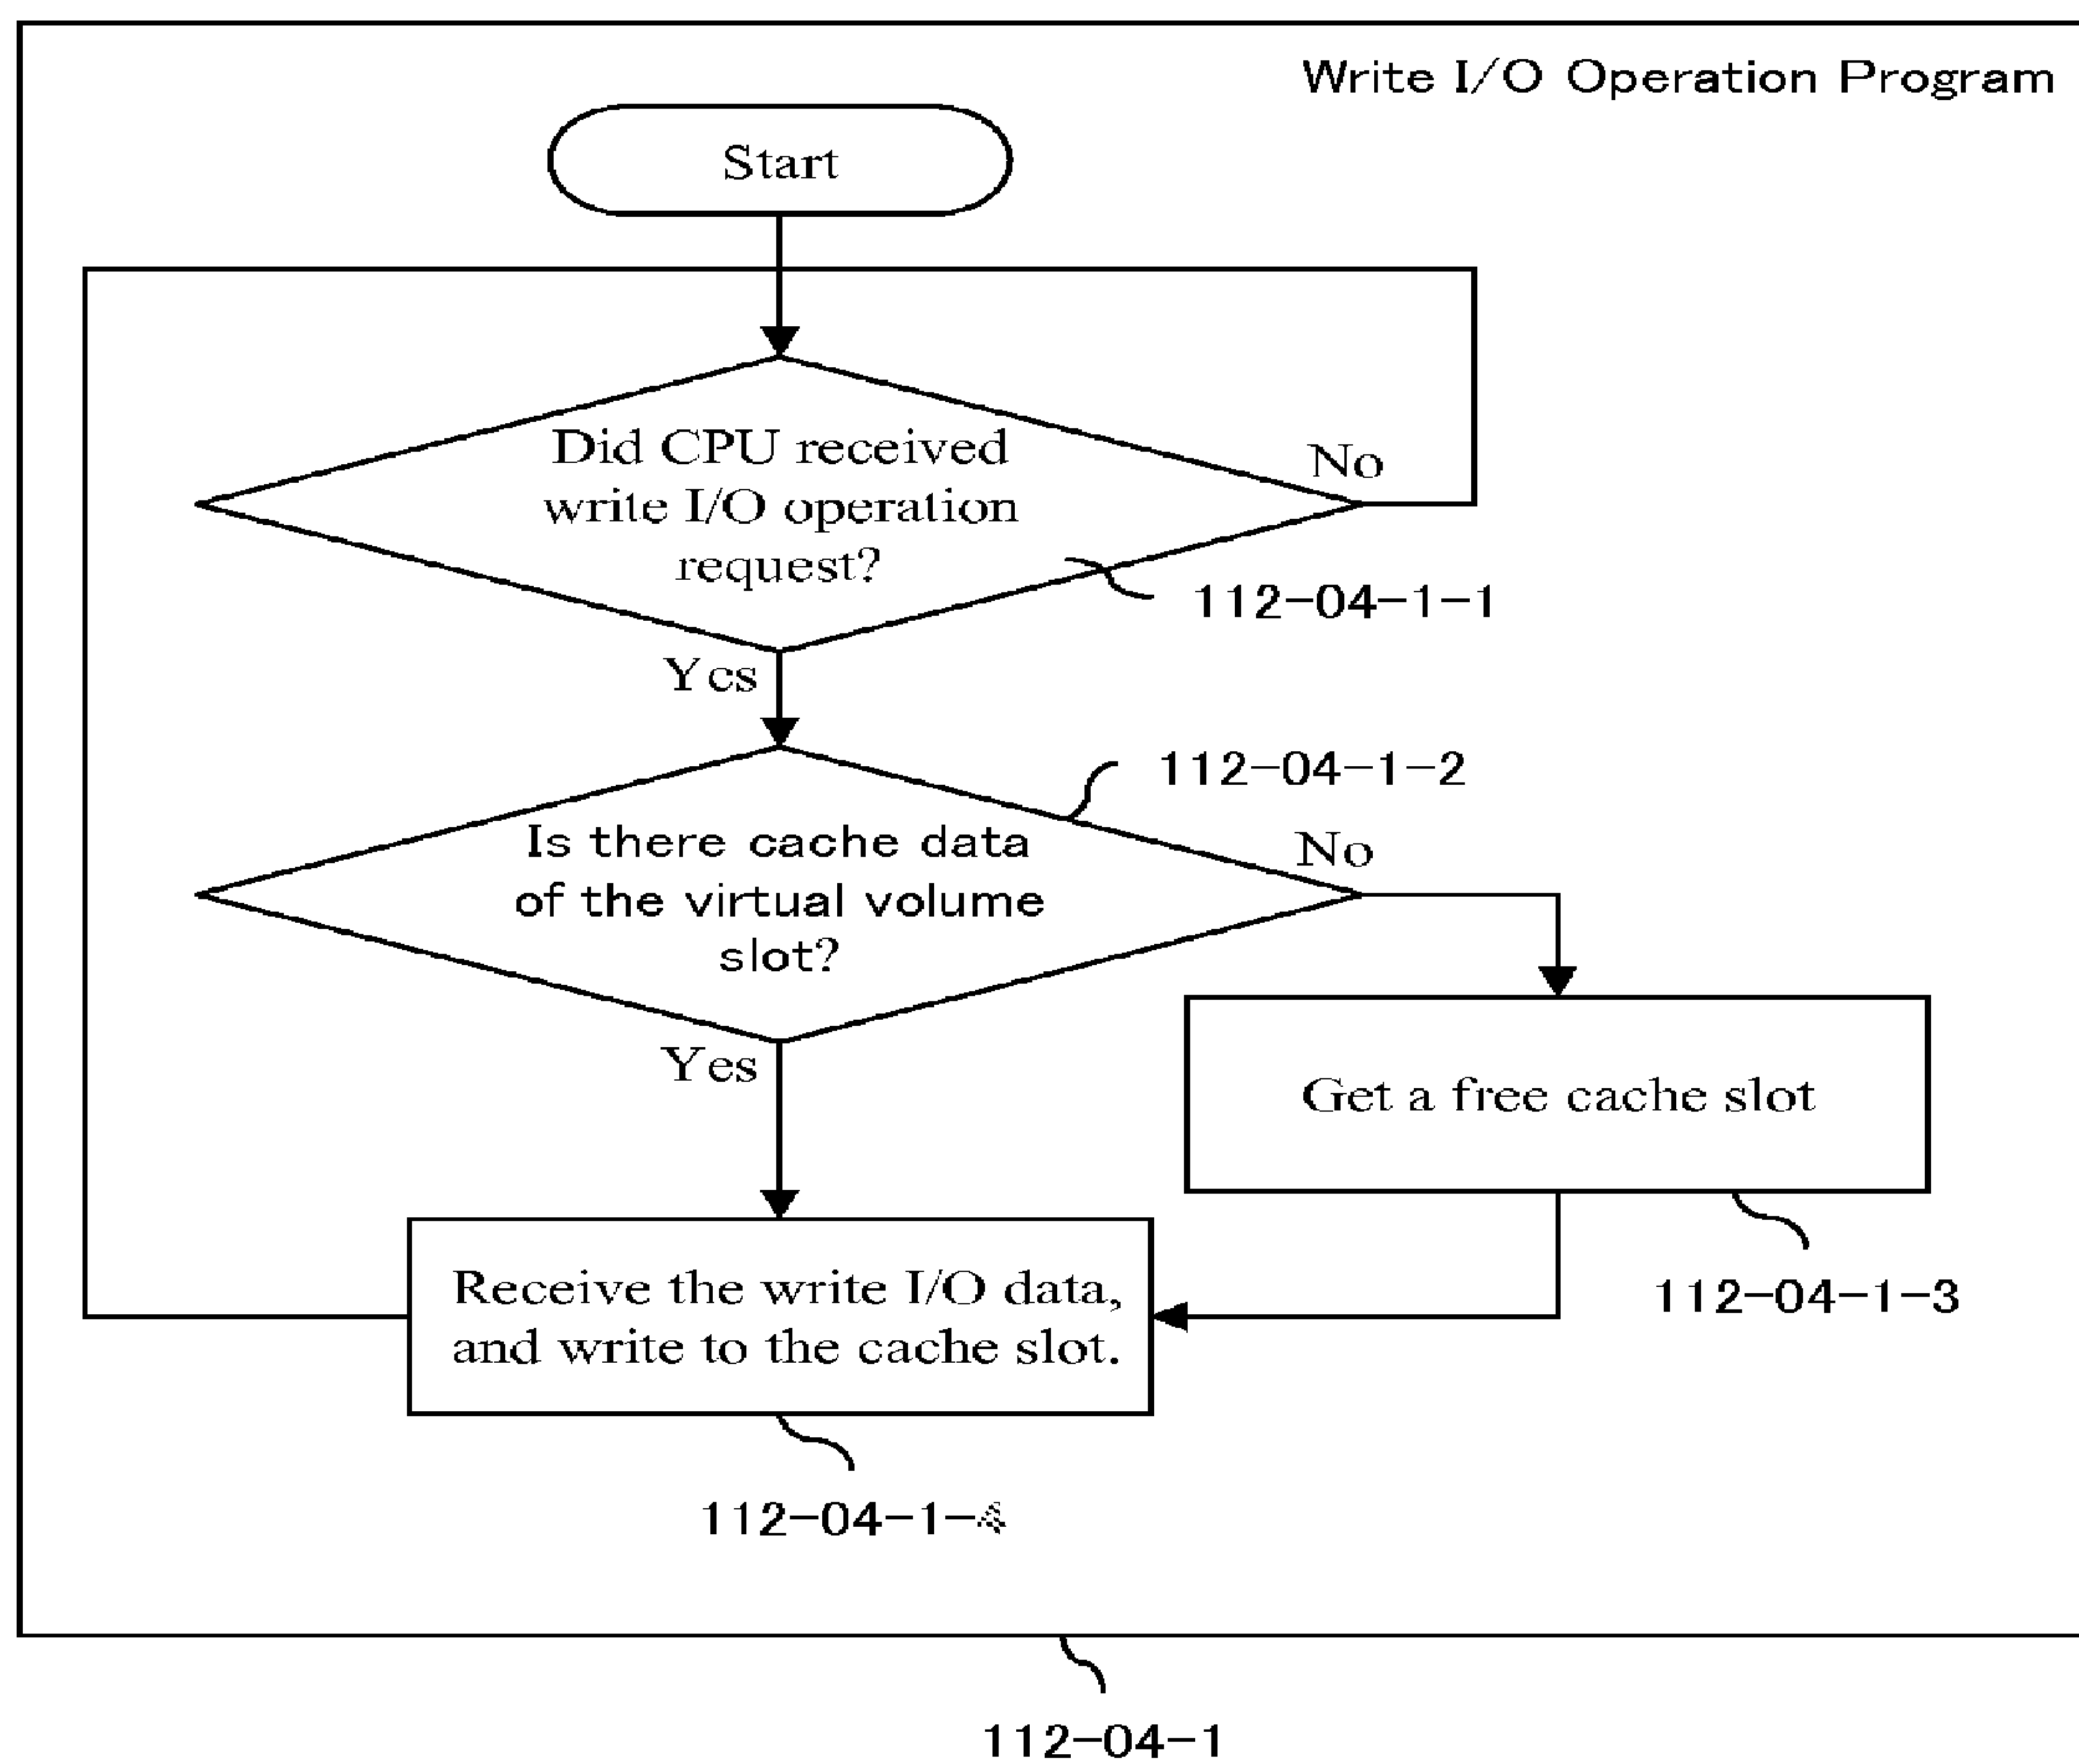 Write I/O Operation Program
Start
Did CPU received
write I/O operation
request?
No
112-04-1-1
Yes
112-04-1-2
Is there cache data
of the virtual volume
slot?
No
Yes
Get a free cache slot
112-04-1-3
Receive the write I/O data,
and write to the cache slot.
112-04-1-4
112-04-1